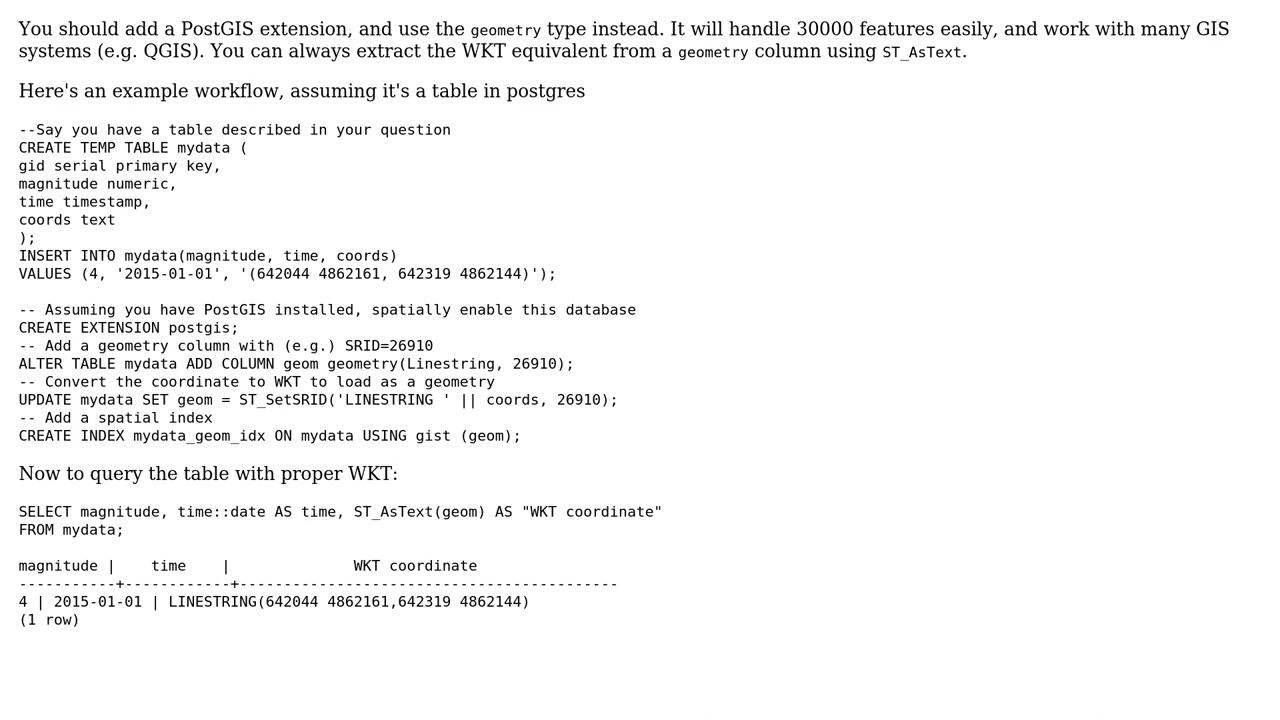 You should add a PostGIS extension, and use the geometry type instead. It will handle 30000 features easily, and work with many GIS
systems (e.g. QGIS). You can always extract the WKT equivalent from a geometry column using ST_AsText.
Here's an example workflow, assuming it's a table in postgres
--Say you have a table described in your question
CREATE TEMP TABLE mydata (
gid serial primary key,
magnitude numeric,
time timestamp,
coords text
);
INSERT INTO mydata(magnitude, time, coords)
VALUES (4, '2015-01-01', '(642044 4862161, 642319 4862144)');
-- Assuming you have PostGIS installed, spatially enable this database
CREATE EXTENSION postgis;
-- Add a geometry column with (e.g.) SRID=26910
ALTER TABLE mydata ADD COLUMN geom geometry(Linestring, 26910);
-- Convert the coordinate to WKT to load as a geometry
UPDATE mydata SET geom = ST_SetSRID('LINESTRING ' || coords, 26910);
-- Add a spatial index
CREATE INDEX mydata_geom_idx ON mydata USING gist (geom);
Now to query the table with proper WKT:
SELECT magnitude, time::date AS time, ST_AsText(geom) AS "WKT coordinate"
FROM mydata;
magnitude |    time    |              WKT coordinate
-----------+------------+-------------------------------------------
4 | 2015-01-01 | LINESTRING(642044 4862161,642319 4862144)
(1 row)